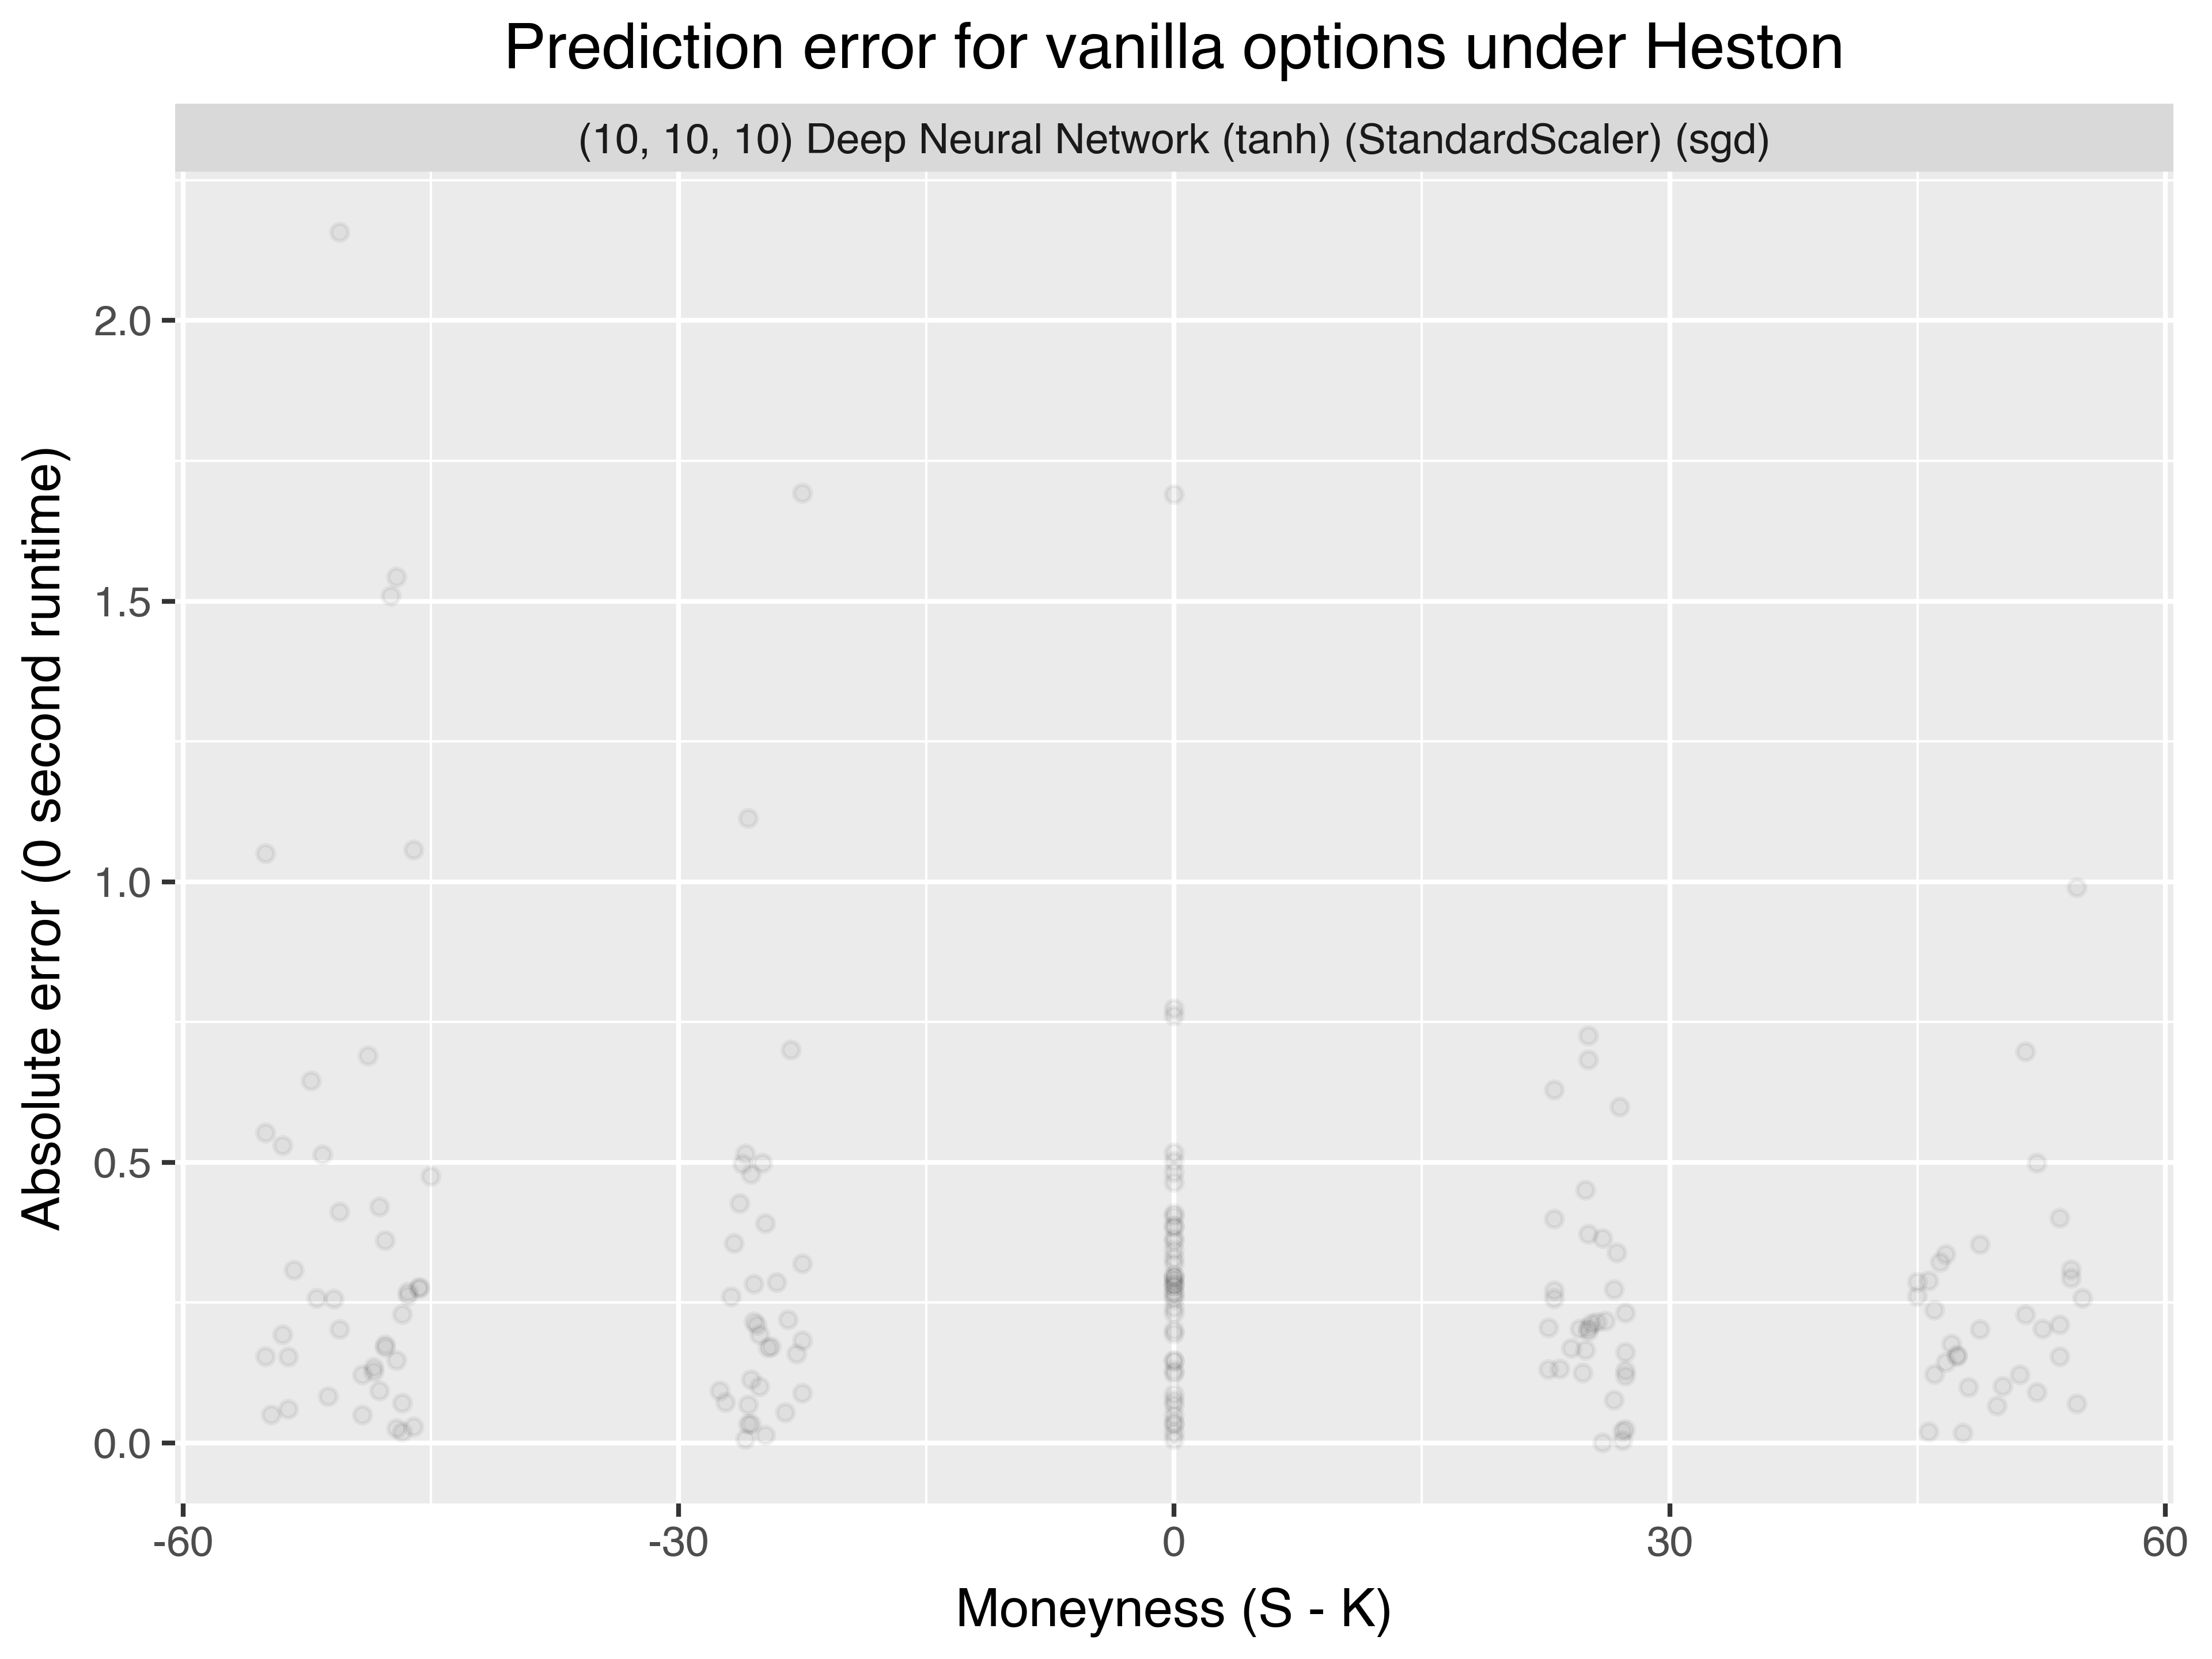 Prediction error for vanilla options under Heston
(10, 10, 10) Deep Neural Network (tanh) (StandardScaler) (sgd)
Absolute error (0 second runtime)
2.0
1.5
1.0
0.5
0.0
-60 -30 0 30 60
Moneyness (S - K)